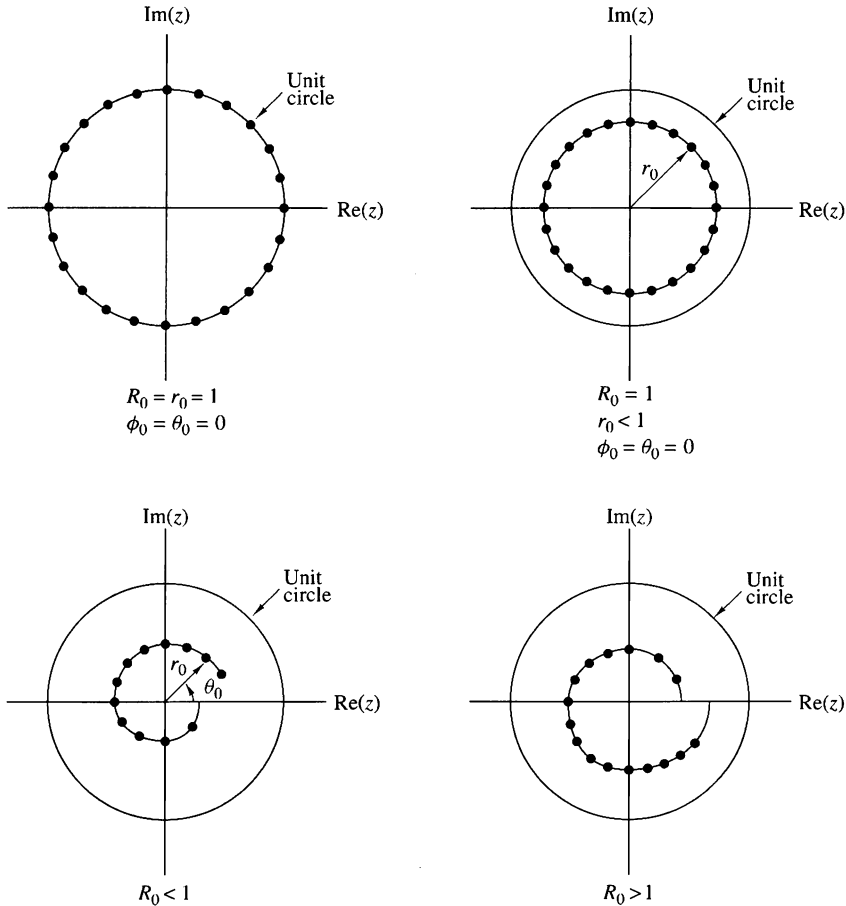 Im(z)
Unit
circle
Re(z)
R₀ = r₀ = 1
ϕ₀ = θ₀ = 0
Im(z)
Unit
circle
r₀
Re(z)
R₀ = 1
r₀ < 1
ϕ₀ = θ₀ = 0
Im(z)
Unit
circle
r₀
θ₀
Re(z)
R₀ < 1
Im(z)
Unit
circle
Re(z)
R₀ > 1